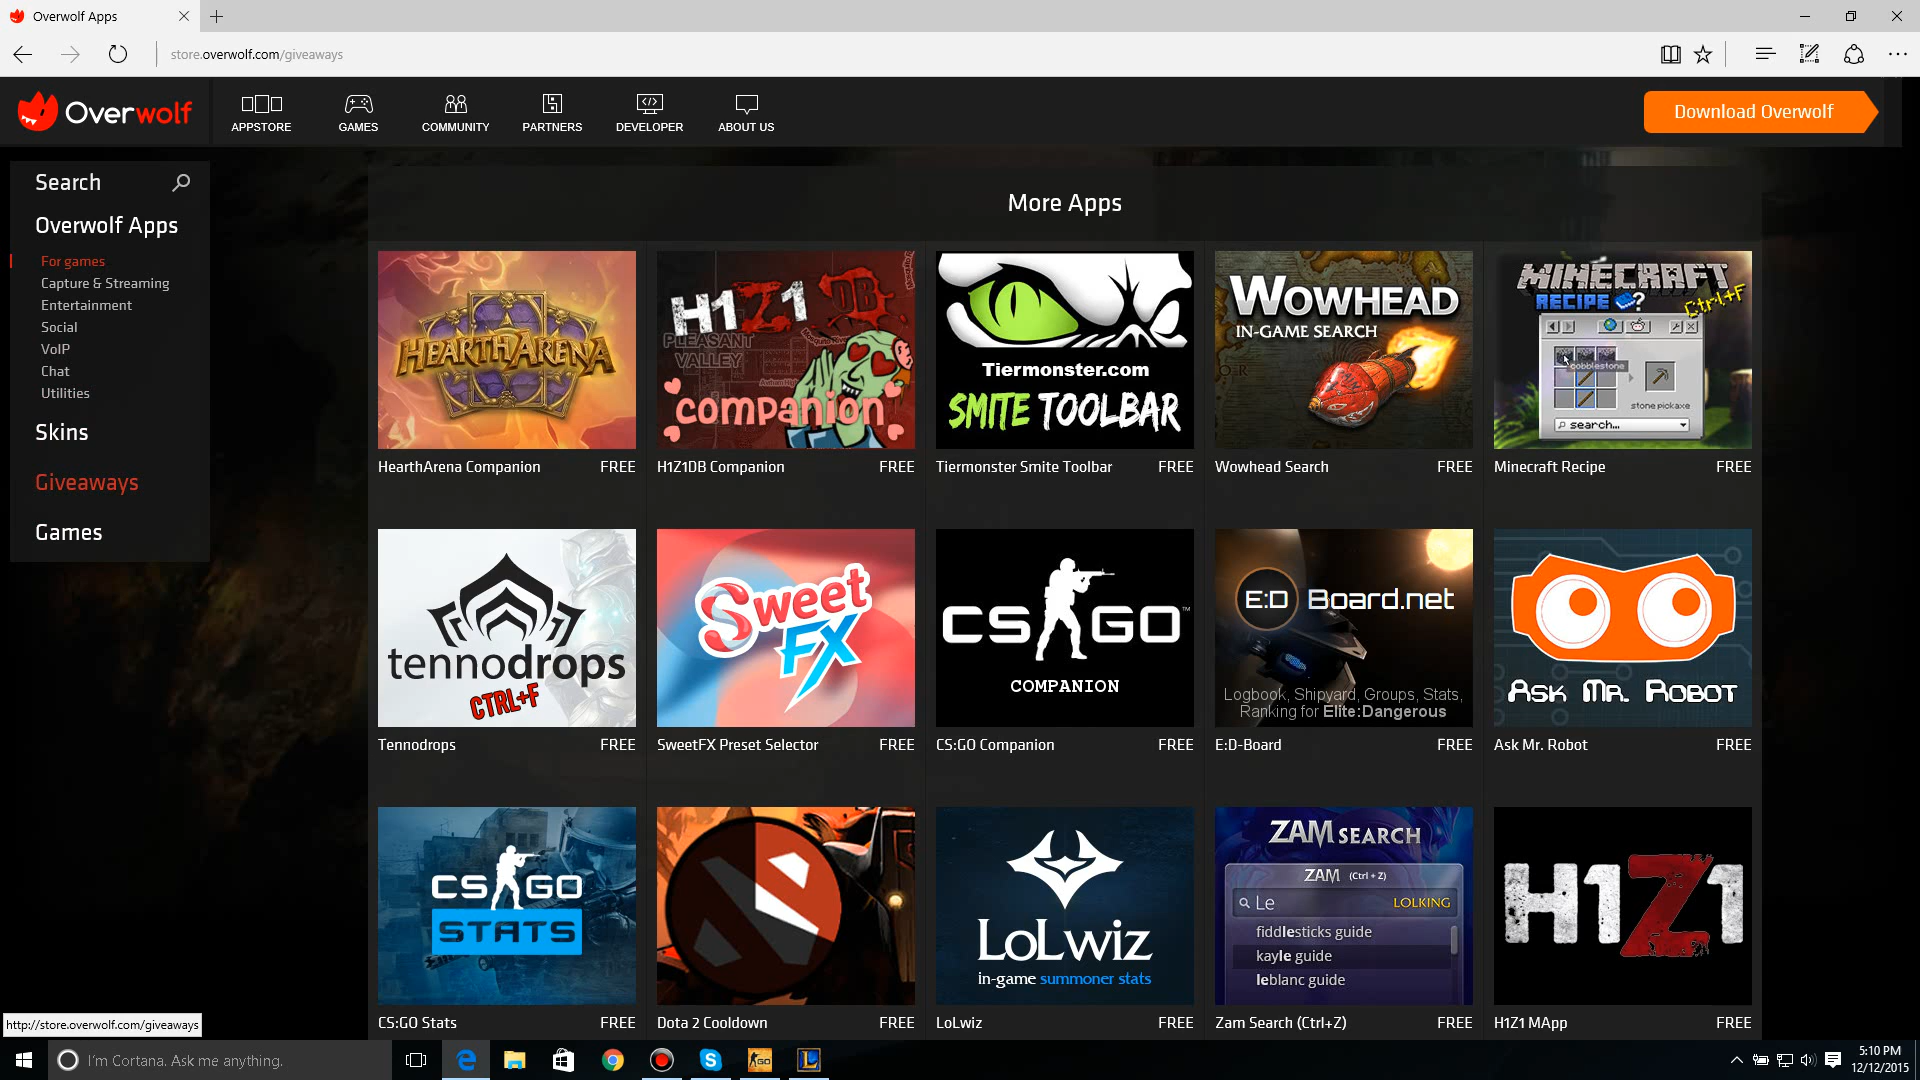 Overwolf Apps
store.overwolf.com/giveaways
Overwolf
APPSTORE
GAMES
COMMUNITY
PARTNERS
DEVELOPER
ABOUT US
Download Overwolf
Search
Overwolf Apps
For games
Capture & Streaming
Entertainment
Social
VoIP
Chat
Utilities
Skins
Giveaways
Games
More Apps
HEARTHARENA
HearthArena Companion FREE
H1Z1 DB
PLEASANT
VALLEY
companion
H1Z1DB Companion FREE
Tiermonster.com
SMITE TOOLBAR
Tiermonster Smite Toolbar FREE
WOWHEAD
IN-GAME SEARCH
Wowhead Search FREE
MINECRAFT
RECIPE ?
Ctrl+F
cobblestone
stone pickaxe
search...
Minecraft Recipe FREE
tennodrops
CTRL+F
Tennodrops FREE
Sweet
FX
SweetFX Preset Selector FREE
CS GO™
COMPANION
CS:GO Companion FREE
E:D Board.net
Logbook, Shipyard, Groups, Stats,
Ranking for Elite:Dangerous
E:D-Board FREE
ASK MR. ROBOT
Ask Mr. Robot FREE
CS GO
STATS
CS:GO Stats FREE
Dota 2 Cooldown FREE
LOLWIZ
in-game summoner stats
LoLwiz FREE
ZAM SEARCH
ZAM (Ctrl + Z)
Le LOLKING
fiddlesticks guide
kayle guide
leblanc guide
Zam Search (Ctrl+Z) FREE
H1Z1
H1Z1 MApp FREE
http://store.overwolf.com/giveaways
I'm Cortana. Ask me anything.
GO
L
5:10 PM
12/12/2015